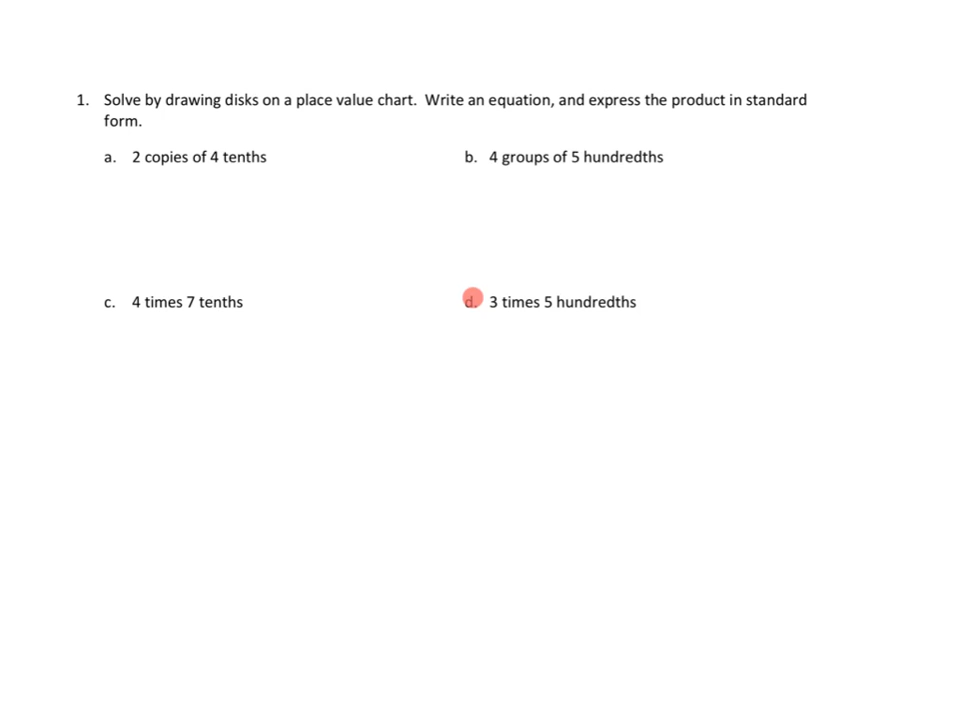 1. Solve by drawing disks on a place value chart. Write an equation, and express the product in standard
form.
a. 2 copies of 4 tenths
b. 4 groups of 5 hundredths
c. 4 times 7 tenths
d. 3 times 5 hundredths